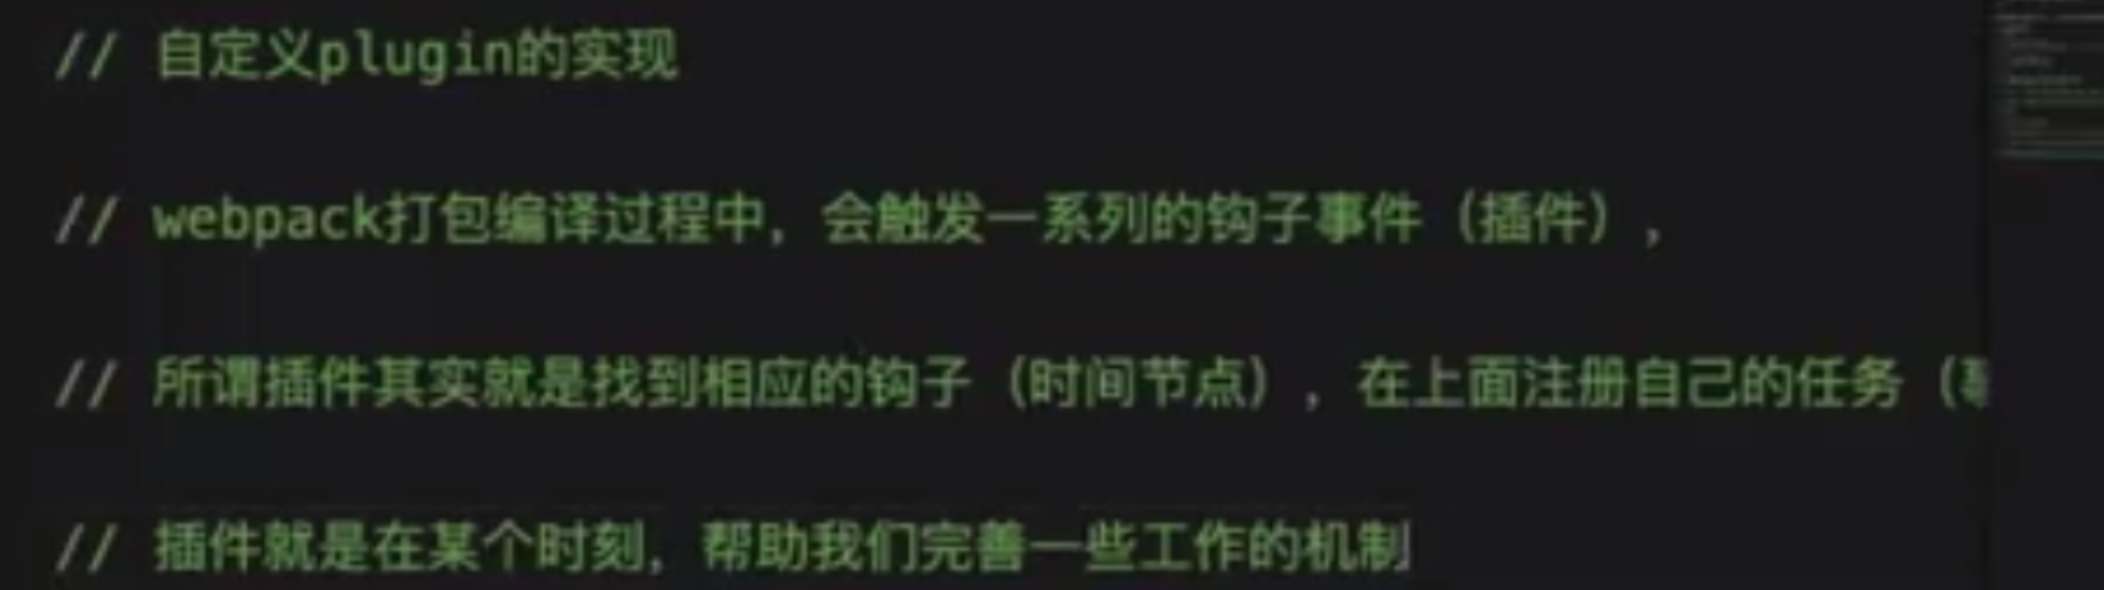 // 自定义plugin的实现
// webpack打包编译过程中，会触发一系列的钩子事件（插件），
// 所谓插件其实就是找到相应的钩子（时间节点），在上面注册自己的任务（
// 插件就是在某个时刻，帮助我们完善一些工作的机制